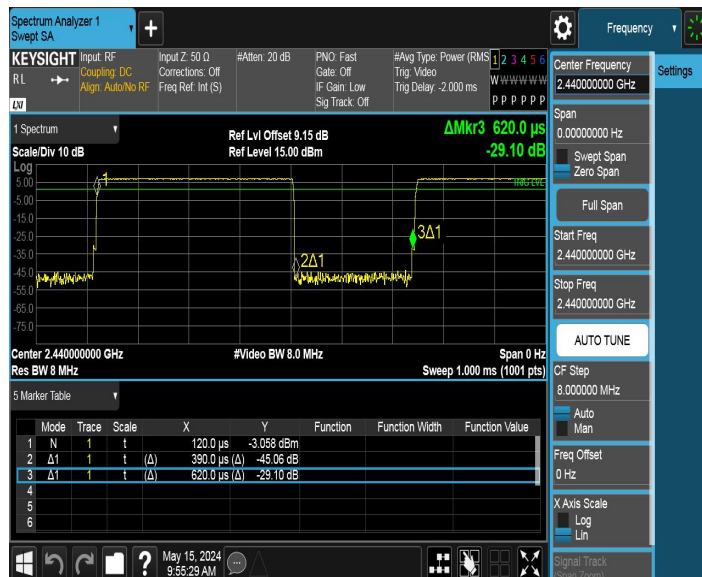 Spectrum Analyzer 1
Swept SA
▼
+
Frequency
▼
KEYSIGHT
RL
LXI
Input: RF
Coupling: DC
Align: Auto/No RF
Input Z: 50 Ω
Corrections: Off
Freq Ref: Int (S)
#Atten: 20 dB
PNO: Fast
Gate: Off
IF Gain: Low
Sig Track: Off
#Avg Type: Power (RMS
Trig: Video
Trig Delay: -2.000 ms
1 2 3 4 5 6
W W W W W W
P P P P P P
1 Spectrum
▼
Scale/Div 10 dB
Ref Lvl Offset 9.15 dB
Ref Level 15.00 dBm
ΔMkr3 620.0 µs
-29.10 dB
Log
5.00
-5.00
-15.0
-25.0
-35.0
-45.0
-55.0
-65.0
-75.0
1
2Δ1
3Δ1
TRIG LVL
Center 2.440000000 GHz
Res BW 8 MHz
#Video BW 8.0 MHz
Span 0 Hz
Sweep 1.000 ms (1001 pts)
5 Marker Table
▼
Mode Trace Scale X Y Function Function Width Function Value
1 N 1 t 120.0 µs -3.058 dBm
2 Δ1 1 t (Δ) 390.0 µs (Δ) -45.06 dB
3 Δ1 1 t (Δ) 620.0 µs (Δ) -29.10 dB
4
5
6
?
May 15, 2024
9:55:29 AM
Center Frequency
2.440000000 GHz
Span
0.00000000 Hz
Swept Span
Zero Span
Full Span
Start Freq
2.440000000 GHz
Stop Freq
2.440000000 GHz
AUTO TUNE
CF Step
8.000000 MHz
Auto
Man
Freq Offset
0 Hz
X Axis Scale
Log
Lin
Signal Track
(Span Zoom)
Settings